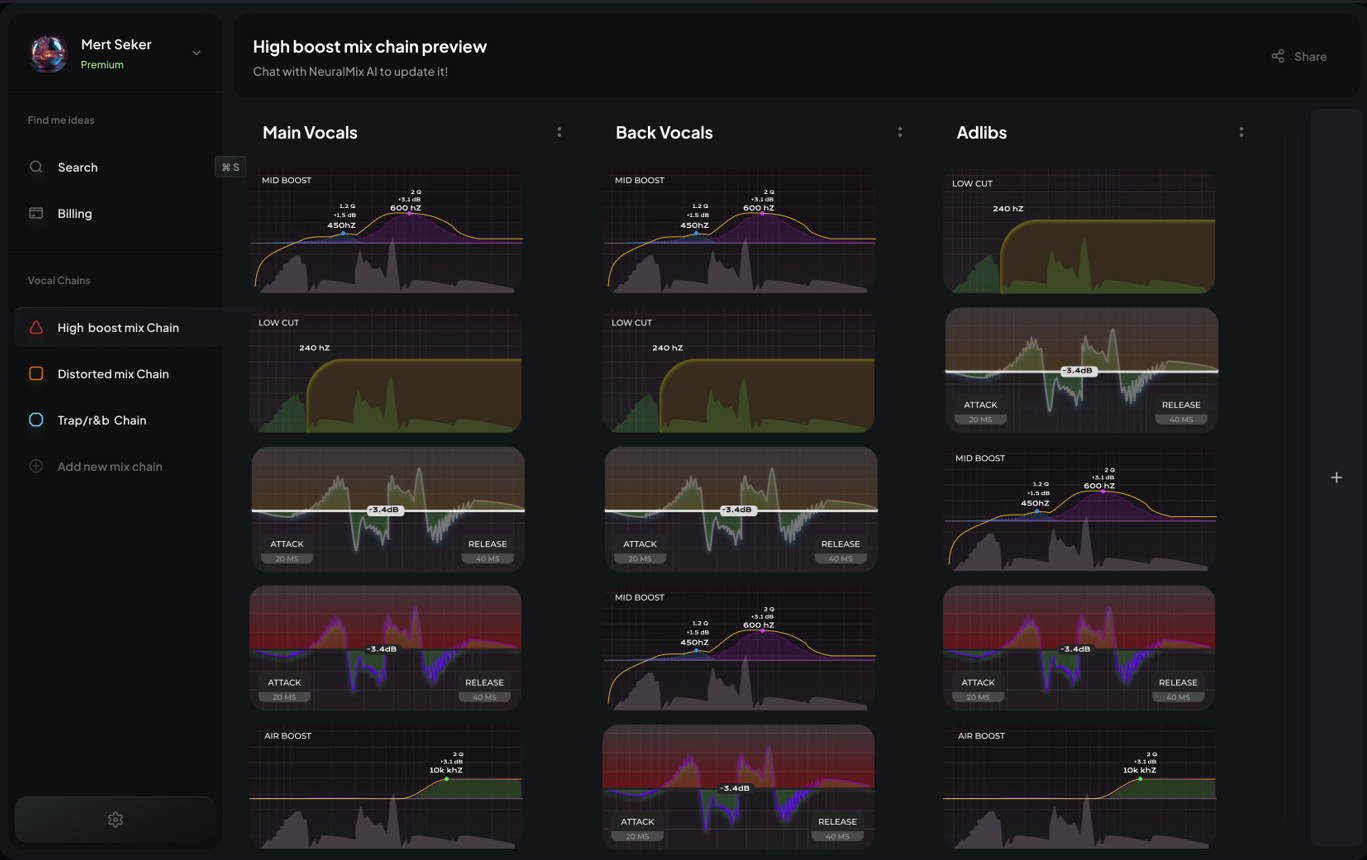 Mert Seker
Premium
Find me ideas
Search
⌘ S
Billing
Vocal Chains
High boost mix Chain
Distorted mix Chain
Trap/r&b Chain
Add new mix chain
High boost mix chain preview
Chat with NeuralMix AI to update it!
Share
Main Vocals
MID BOOST
2 Q
+3.1 dB
600 hZ
1.2 Q
+1.5 dB
450hZ
LOW CUT
240 hZ
-3.4dB
ATTACK
20 MS
RELEASE
40 MS
-3.4dB
ATTACK
20 MS
RELEASE
40 MS
AIR BOOST
2 Q
+3.1 dB
10k khZ
Back Vocals
MID BOOST
2 Q
+3.1 dB
600 hZ
1.2 Q
+1.5 dB
450hZ
LOW CUT
240 hZ
-3.4dB
ATTACK
20 MS
RELEASE
40 MS
MID BOOST
2 Q
+3.1 dB
600 hZ
1.2 Q
+1.5 dB
450hZ
-3.4dB
ATTACK
20 MS
RELEASE
40 MS
Adlibs
LOW CUT
240 hZ
-3.4dB
ATTACK
20 MS
RELEASE
40 MS
MID BOOST
2 Q
+3.1 dB
600 hZ
1.2 Q
+1.5 dB
450hZ
-3.4dB
ATTACK
20 MS
RELEASE
40 MS
AIR BOOST
2 Q
+3.1 dB
10k khZ